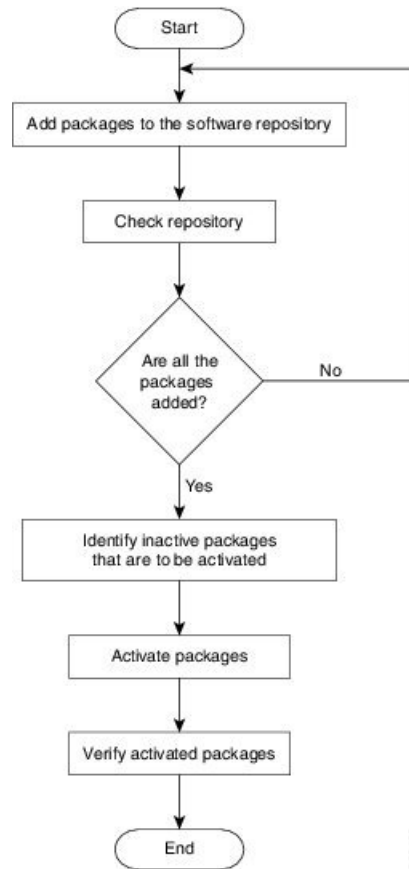 Start
Add packages to the software repository
Check repository
Are all the
packages
added?
No
Yes
Identify inactive packages
that are to be activated
Activate packages
Verify activated packages
End